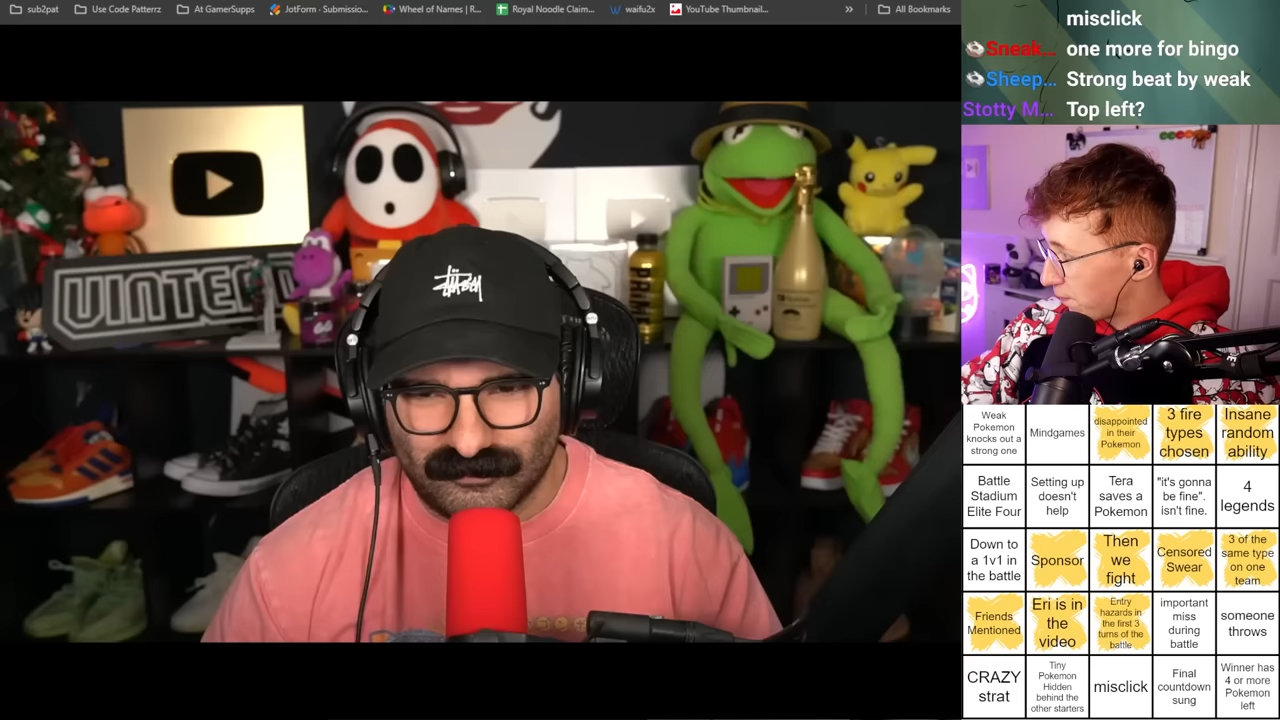 sub2pat
Use Code Patterrz
At GamerSupps
JotForm · Submissio...
Wheel of Names | R...
Royal Noodle Claim...
waifu2x
YouTube Thumbnail...
»
All Bookmarks
misclick
Sneak... one more for bingo
Sheep... Strong beat by weak
Stotty M... Top left?
Weak
Pokemon
knocks out a
strong one
Mindgames
disappointed
in their
Pokemon
3 fire
types
chosen
Insane
random
ability
Battle
Stadium
Elite Four
Setting up
doesn't
help
Tera
saves a
Pokemon
"it's gonna
be fine".
isn't fine.
4
legends
Down to
a 1v1 in
the battle
Sponsor
Then
we
fight
Censored
Swear
3 of the
same type
on one
team
Friends
Mentioned
Eri is in
the
video
Entry
hazards in
the first 3
turns of the
battle
important
miss
during
battle
someone
throws
CRAZY
strat
Tiny
Pokemon
Hidden
behind the
other starters
misclick
Final
countdown
sung
Winner has
4 or more
Pokemon
left